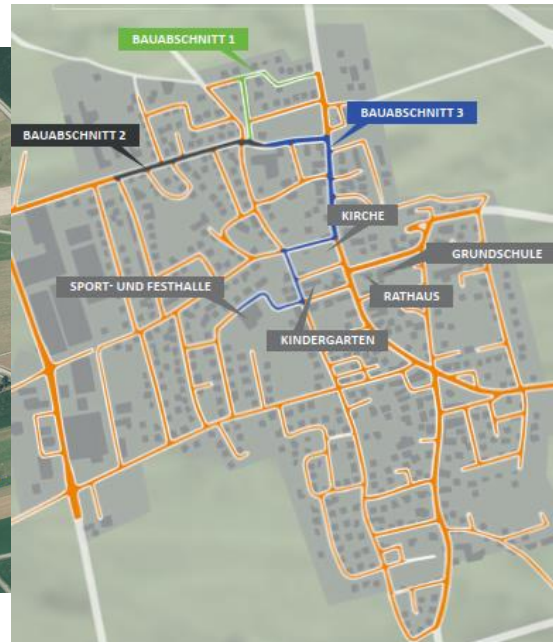 BAUABSCHNITT 1
BAUABSCHNITT 3
BAUABSCHNITT 2
KIRCHE
GRUNDSCHULE
SPORT- UND FESTHALLE
RATHAUS
KINDERGARTEN